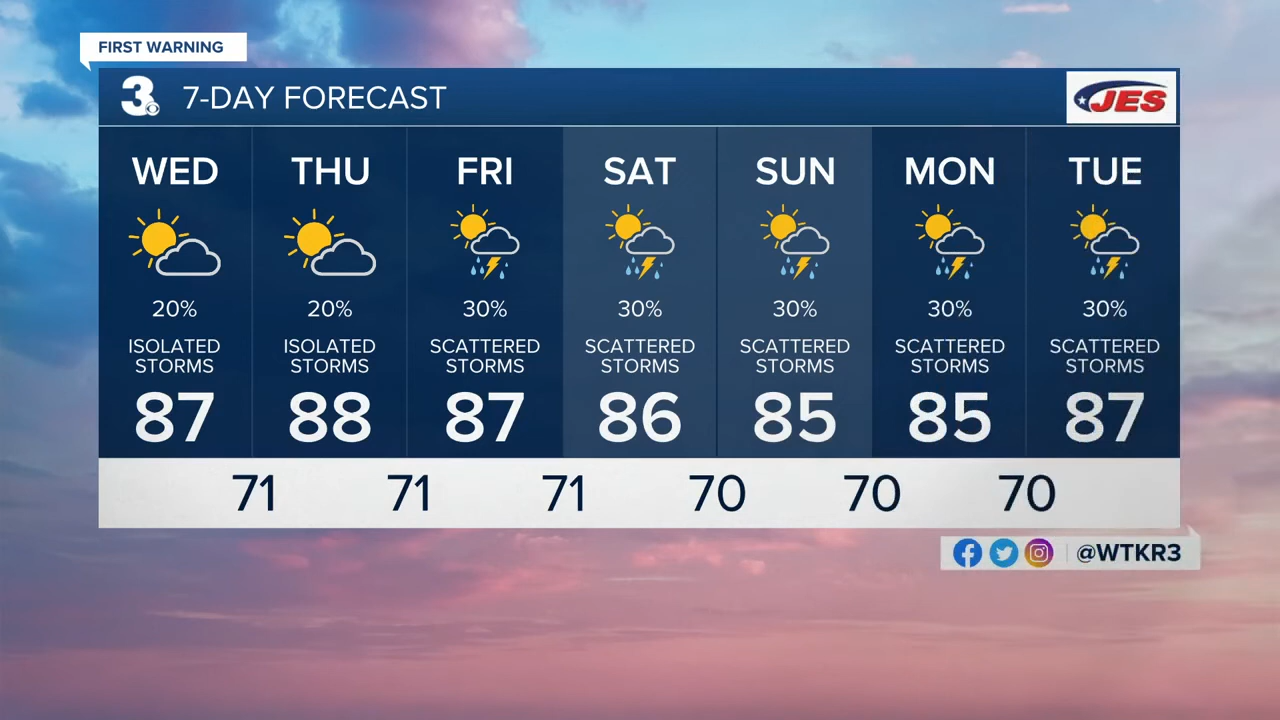 FIRST WARNING
3 7-DAY FORECAST
JES
WED THU FRI SAT SUN MON TUE
20% 20% 30% 30% 30% 30% 30%
ISOLATED ISOLATED SCATTERED SCATTERED SCATTERED SCATTERED SCATTERED
STORMS STORMS STORMS STORMS STORMS STORMS STORMS
87 88 87 86 85 85 87
71 71 71 70 70 70
@WTKR3